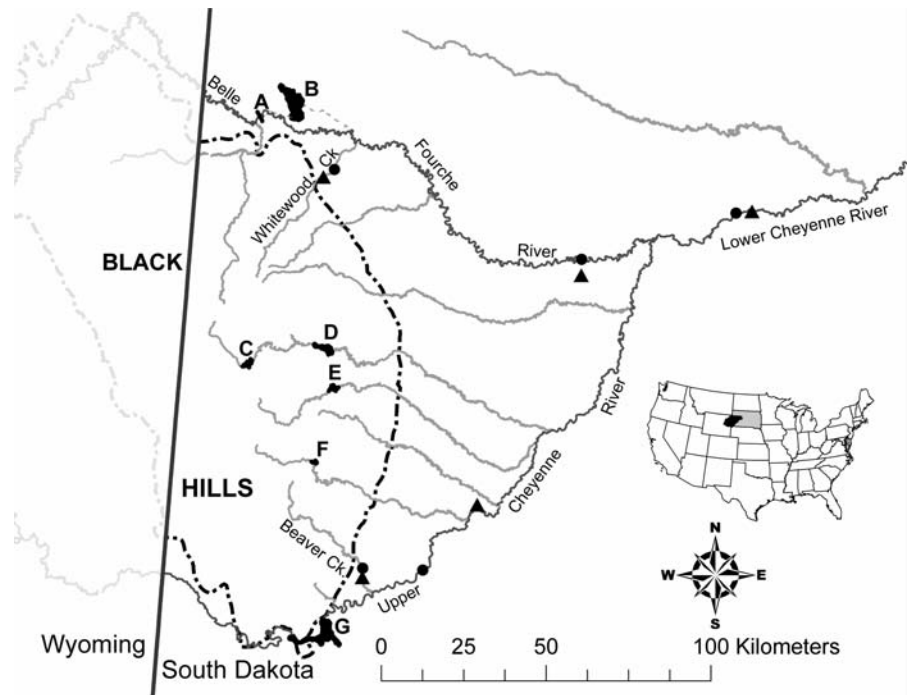 A
B
Belle
Fourche
River
Whitewood Ck
Lower Cheyenne River
BLACK
C
D
E
F
HILLS
River
Cheyenne
Beaver Ck
Upper
G
N
W E
S
Wyoming
South Dakota
0 25 50 100 Kilometers